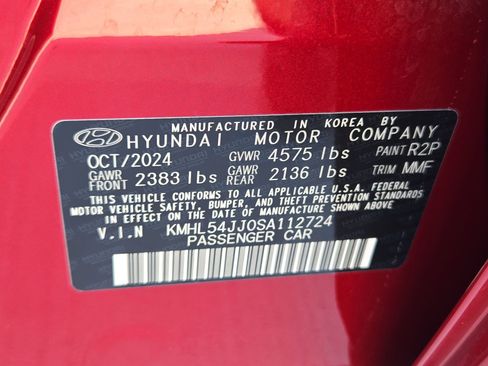 MANUFACTURED IN KOREA BY
HYUNDAI MOTOR COMPANY
OCT/2024 GVWR 4575 lbs PAINT R2P
GAWR FRONT 2383 lbs GAWR REAR 2136 lbs TRIM MMF
THIS VEHICLE CONFORMS TO ALL APPLICABLE U.S.A. FEDERAL
MOTOR VEHICLE SAFETY, BUMPER, AND THEFT PREVENTION STANDARDS
IN EFFECT ON THE DATE OF MANUFACTURE SHOWN ABOVE.
V.I.N KMHL54JJ0SA112724
PASSENGER CAR